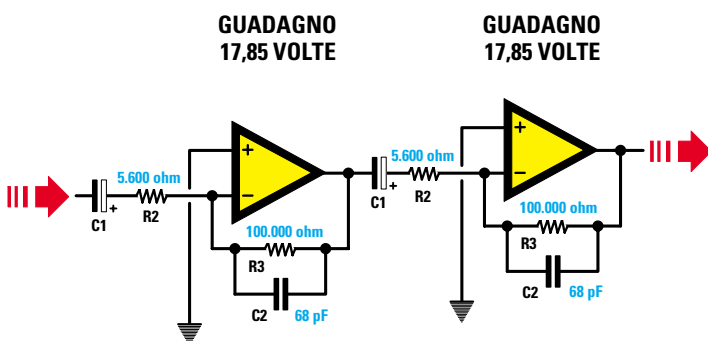 GUADAGNO
17,85 VOLTE
GUADAGNO
17,85 VOLTE
5.600 ohm
+
–
C1
+
R2
100.000 ohm
R3
C2
68 pF
5.600 ohm
+
–
C1
+
R2
100.000 ohm
R3
C2
68 pF